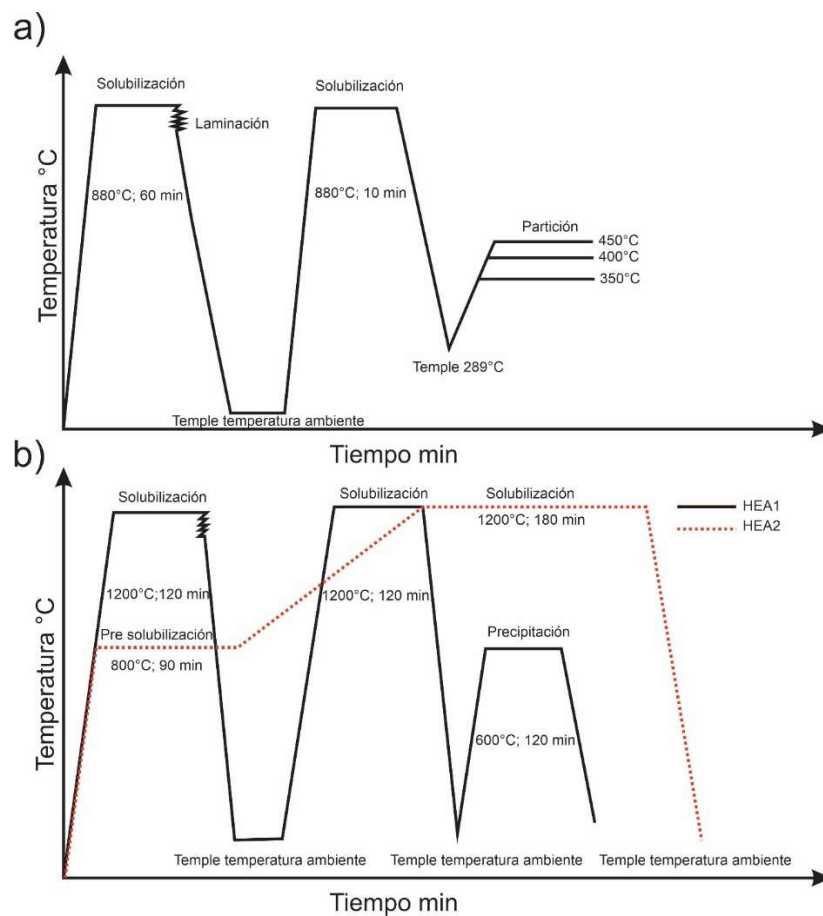 a)
Solubilización
Solubilización
Laminación
880°C; 60 min
880°C; 10 min
Partición
450°C
400°C
350°C
Temple 289°C
Temple temperatura ambiente
Temperatura °C
Tiempo min
b)
Solubilización
Solubilización
Solubilización
HEA1
1200°C; 180 min
HEA2
1200°C;120 min
1200°C; 120 min
Pre solubilización
Precipitación
800°C; 90 min
600°C; 120 min
Temple temperatura ambiente
Temple temperatura ambiente
Temple temperatura ambiente
Temperatura °C
Tiempo min